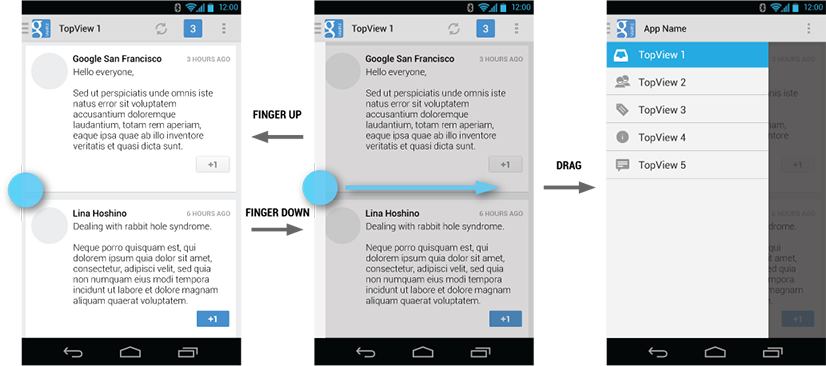 12:00
TopView 1
3
Google San Francisco
3 HOURS AGO
Hello everyone,
Sed ut perspiciatis unde omnis iste
natus error sit voluptatem
accusantium doloremque
laudantium, totam rem aperiam,
eaque ipsa quae ab illo inventore
veritatis et quasi dicta sunt.
+1
Lina Hoshino
6 HOURS AGO
Dealing with rabbit hole syndrome.
Neque porro quisquam est, qui
dolorem ipsum quia dolor sit amet,
consectetur, adipisci velit, sed quia
non numquam eius modi tempora
incidunt ut labore et dolore magnam
aliquam quaerat voluptatem.
+1
FINGER UP
FINGER DOWN
12:00
TopView 1
3
Google San Francisco
3 HOURS AGO
Hello everyone,
Sed ut perspiciatis unde omnis iste
natus error sit voluptatem
accusantium doloremque
laudantium, totam rem aperiam,
eaque ipsa quae ab illo inventore
veritatis et quasi dicta sunt.
+1
Lina Hoshino
6 HOURS AGO
Dealing with rabbit hole syndrome.
Neque porro quisquam est, qui
dolorem ipsum quia dolor sit amet,
consectetur, adipisci velit, sed quia
non numquam eius modi tempora
incidunt ut labore et dolore magnam
aliquam quaerat voluptatem.
+1
DRAG
12:00
App Name
TopView 1
TopView 2
TopView 3
TopView 4
TopView 5
3 HOURS AGO
+1
6 HOURS AGO
+1